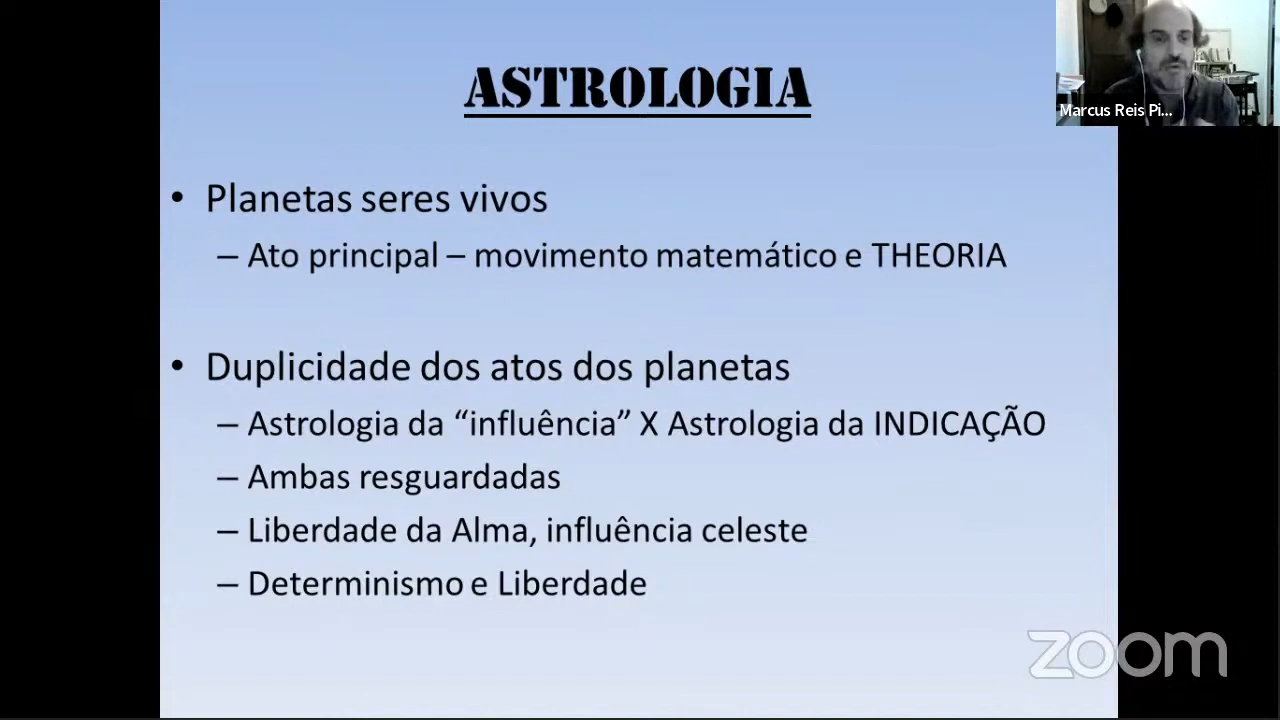 ASTROLOGIA
Marcus Reis Pi...
• Planetas seres vivos
– Ato principal – movimento matemático e THEORIA
• Duplicidade dos atos dos planetas
– Astrologia da “influência” X Astrologia da INDICAÇÃO
– Ambas resguardadas
– Liberdade da Alma, influência celeste
– Determinismo e Liberdade
zoom